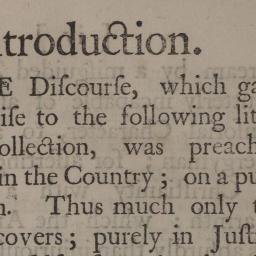 troduction.
E Diſcourſe, which ga
iſe to the following lit
ollection, was preach
in the Country; on a pu
n. Thus much only t
covers; purely in Juſt